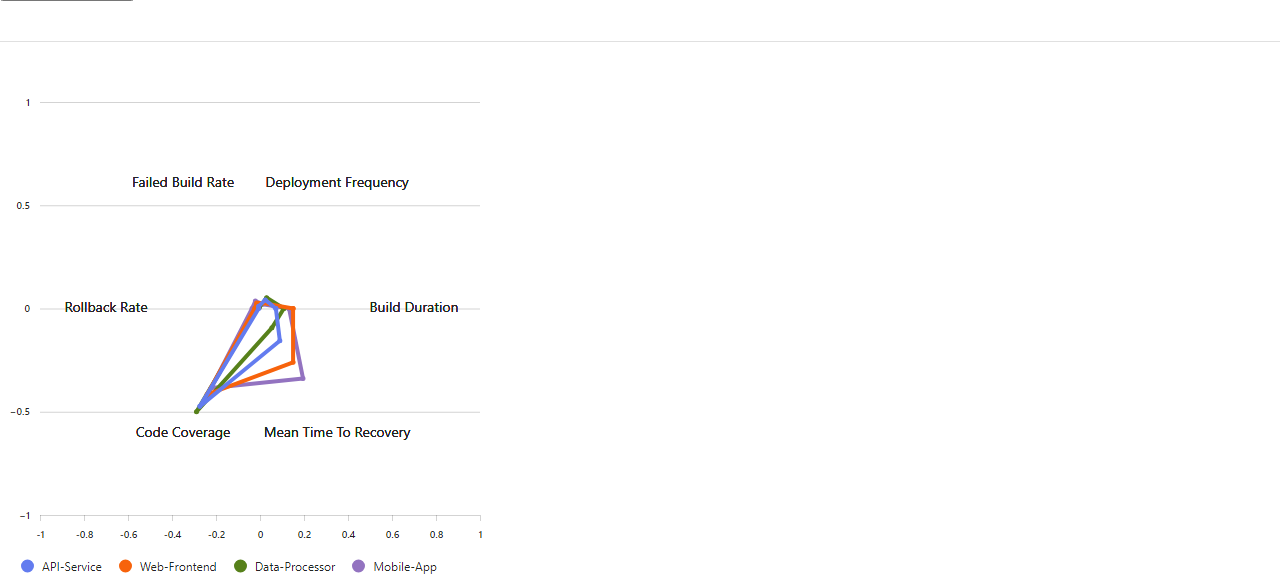 1
Failed Build Rate Deployment Frequency
0.5
0 Rollback Rate Build Duration
−0.5
Code Coverage Mean Time To Recovery
−1
-1 -0.8 -0.6 -0.4 -0.2 0 0.2 0.4 0.6 0.8 1
API-Service Web-Frontend Data-Processor Mobile-App